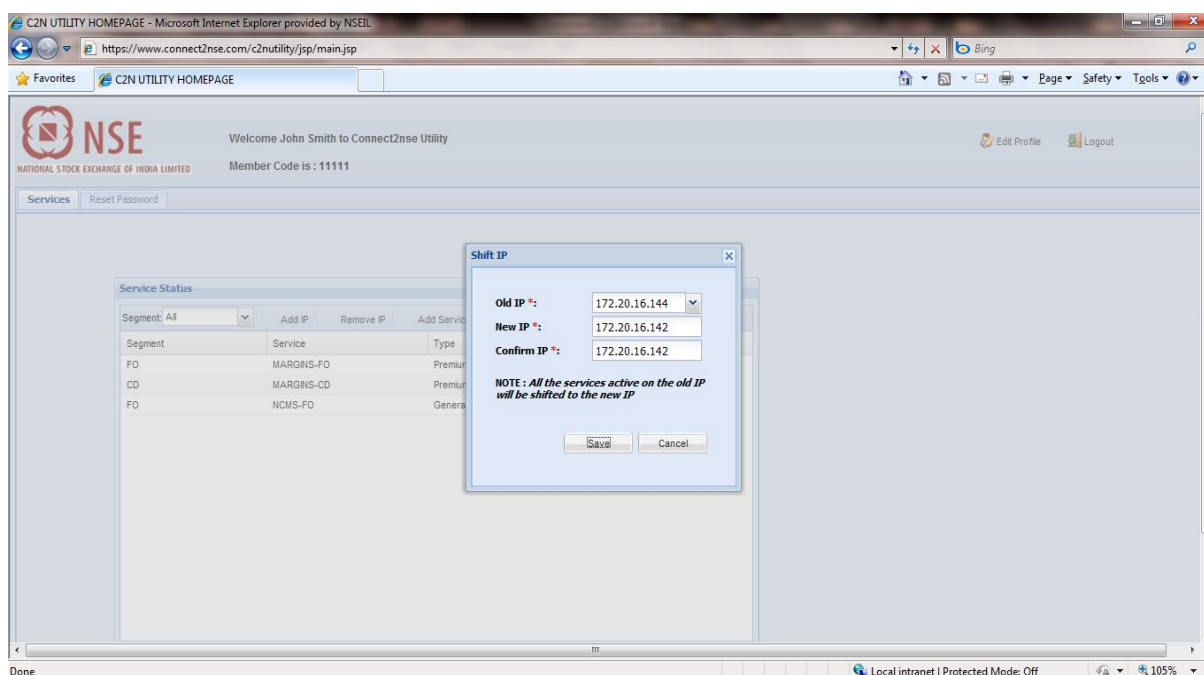 C2N UTILITY HOMEPAGE - Microsoft Internet Explorer provided by NSEIL
https://www.connect2nse.com/c2nutility/jsp/main.jsp
Bing
Favorites C2N UTILITY HOMEPAGE Page Safety Tools
NSE
NATIONAL STOCK EXCHANGE OF INDIA LIMITED
Welcome John Smith to Connect2nse Utility
Member Code is : 11111
Edit Profile Logout
Services Reset Password
Shift IP
Old IP *: 172.20.16.144
New IP *: 172.20.16.142
Confirm IP *: 172.20.16.142
NOTE : All the services active on the old IP
will be shifted to the new IP
Save Cancel
Service Status
Segment: All Add IP Remove IP Add Servic
Segment Service Type
FO MARGINS-FO Premiur
CD MARGINS-CD Premiur
FO NCMS-FO Genera
Done Local intranet | Protected Mode: Off 105%